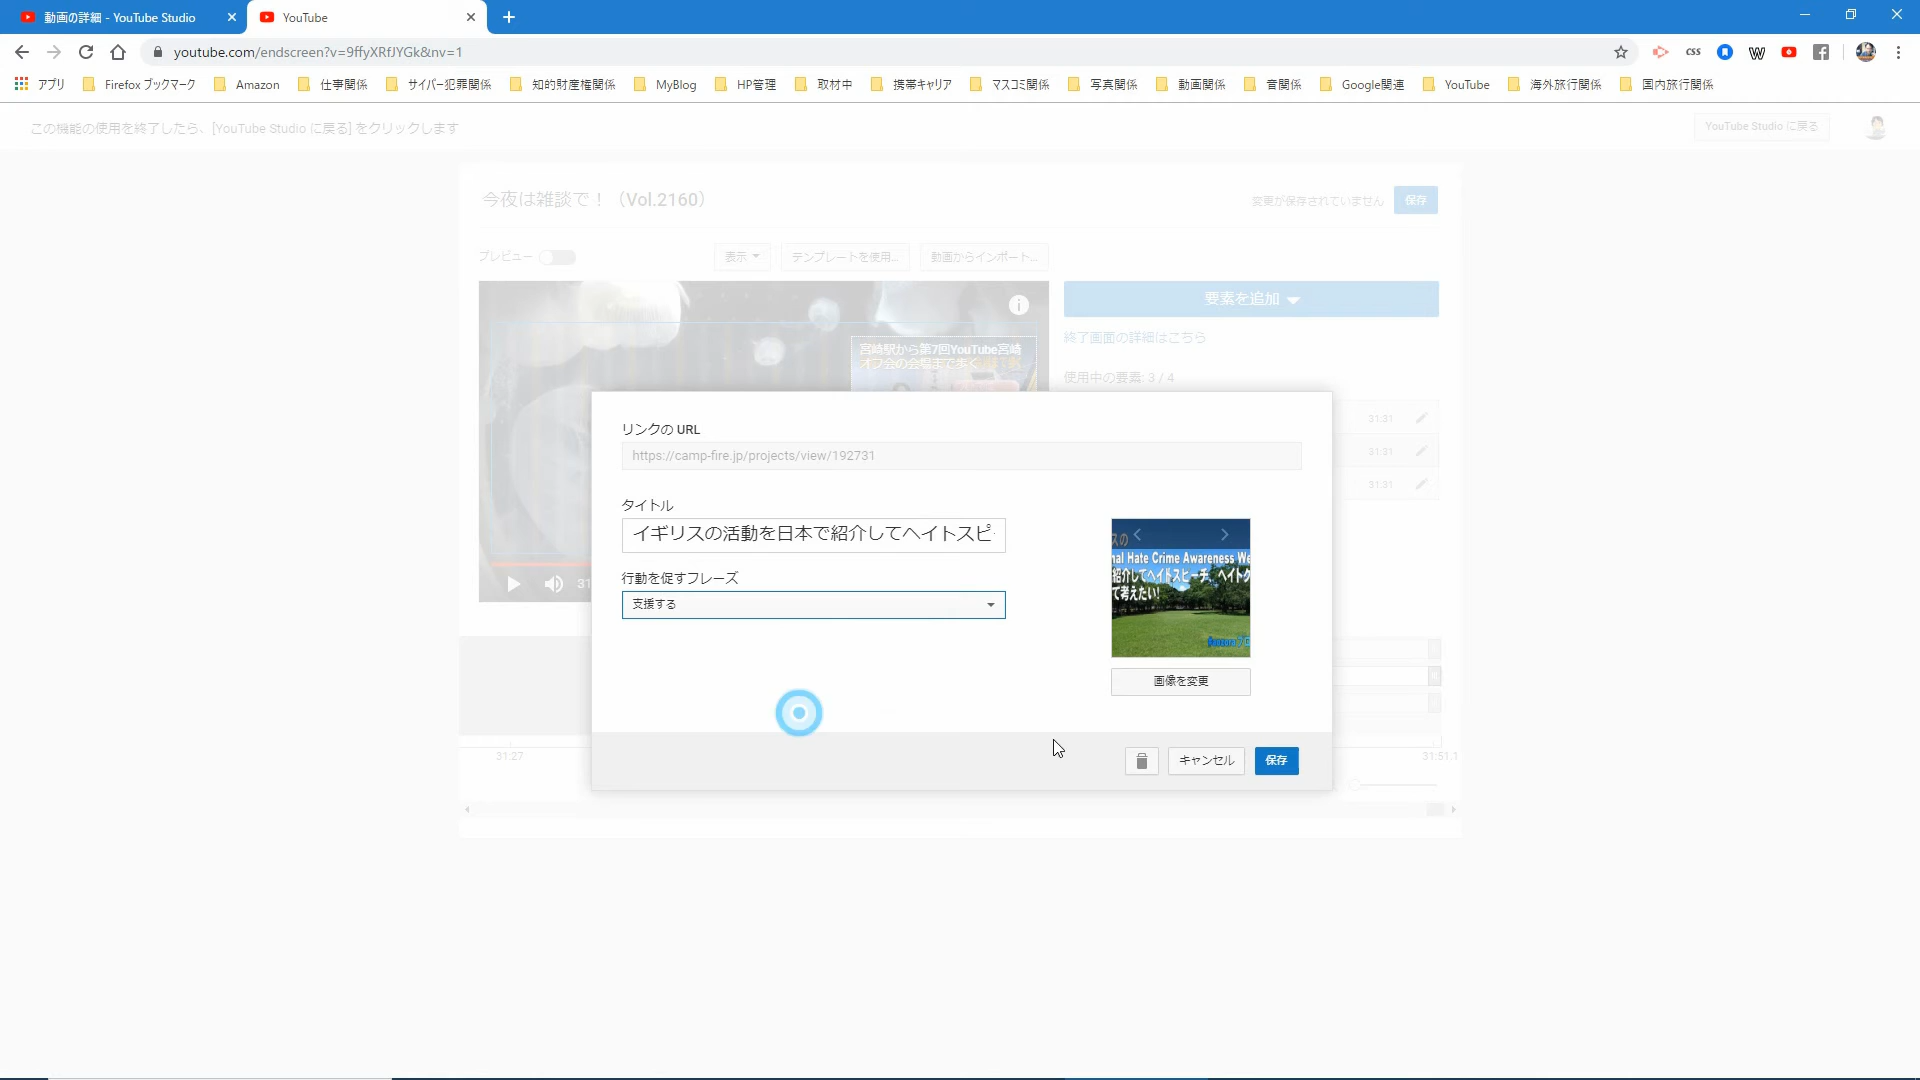 動画の詳細 - YouTube Studio
YouTube
youtube.com/endscreen?v=9ffyXRfJYGk&nv=1
CSS
W
アプリ
Firefox ブックマーク
Amazon
仕事関係
サイバー犯罪関係
知的財産権関係
MyBlog
HP管理
取材中
携帯キャリア
マスコミ関係
写真関係
動画関係
音関係
Google関連
YouTube
海外旅行関係
国内旅行関係
この機能の使用を終了したら、[YouTube Studio に戻る] をクリックします
YouTube Studio に戻る
今夜は雑談で！（Vol.2160）
変更が保存されていません
保存
プレビュー
表示
テンプレートを使用...
動画からインポート...
要素を追加
宮崎駅から第7回YouTube宮崎
オフ会の会場まで歩く
終了画面の詳細はこちら
使用中の要素: 3 / 4
31:31
31:31
31:31
リンクの URL
https://camp-fire.jp/projects/view/192731
タイトル
イギリスの活動を日本で紹介してヘイトスピ
行動を促すフレーズ
支援する
スの
nal Hate Crime Awareness We
紹介してヘイトスピーチ、ヘイトク
て考えたい!
画像を変更
31
31:27
31:51.1
キャンセル
保存